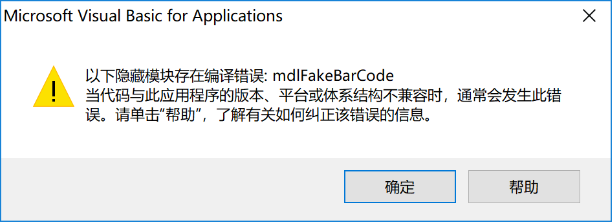 Microsoft Visual Basic for Applications
以下隐藏模块存在编译错误: mdlFakeBarCode
当代码与此应用程序的版本、平台或体系结构不兼容时，通常会发生此错
误。请单击“帮助”，了解有关如何纠正该错误的信息。
确定
帮助